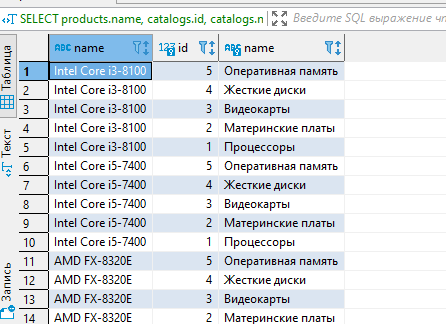 SELECT products.name, catalogs.id, catalogs.n Введите SQL выражение чт
ABC name 123 id ABC name
1 Intel Core i3-8100 5 Оперативная память
2 Intel Core i3-8100 4 Жесткие диски
3 Intel Core i3-8100 3 Видеокарты
4 Intel Core i3-8100 2 Материнские платы
5 Intel Core i3-8100 1 Процессоры
6 Intel Core i5-7400 5 Оперативная память
7 Intel Core i5-7400 4 Жесткие диски
8 Intel Core i5-7400 3 Видеокарты
9 Intel Core i5-7400 2 Материнские платы
10 Intel Core i5-7400 1 Процессоры
11 AMD FX-8320E 5 Оперативная память
12 AMD FX-8320E 4 Жесткие диски
13 AMD FX-8320E 3 Видеокарты
14 AMD FX-8320E 2 Материнские платы
Таблица
Текст
Запись